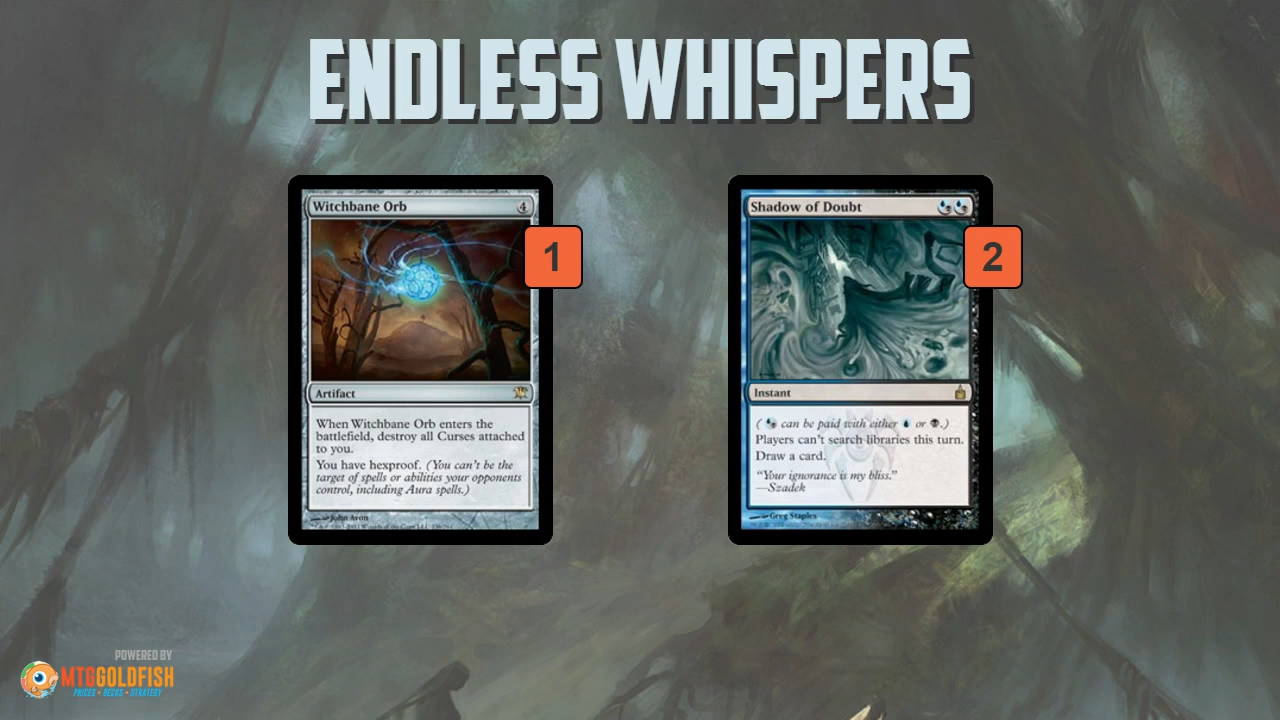 ENDLESS WHISPERS
Witchbane Orb 4
1
Artifact
When Witchbane Orb enters the
battlefield, destroy all Curses attached
to you.
You have hexproof. (You can't be the
target of spells or abilities your opponents
control, including Aura spells.)
John Avon
Shadow of Doubt
2
Instant
( can be paid with either or .)
Players can't search libraries this turn.
Draw a card.
"Your ignorance is my bliss."
—Szadek
Greg Staples
POWERED BY
MTGGOLDFISH
PRICES • DECKS • STRATEGY